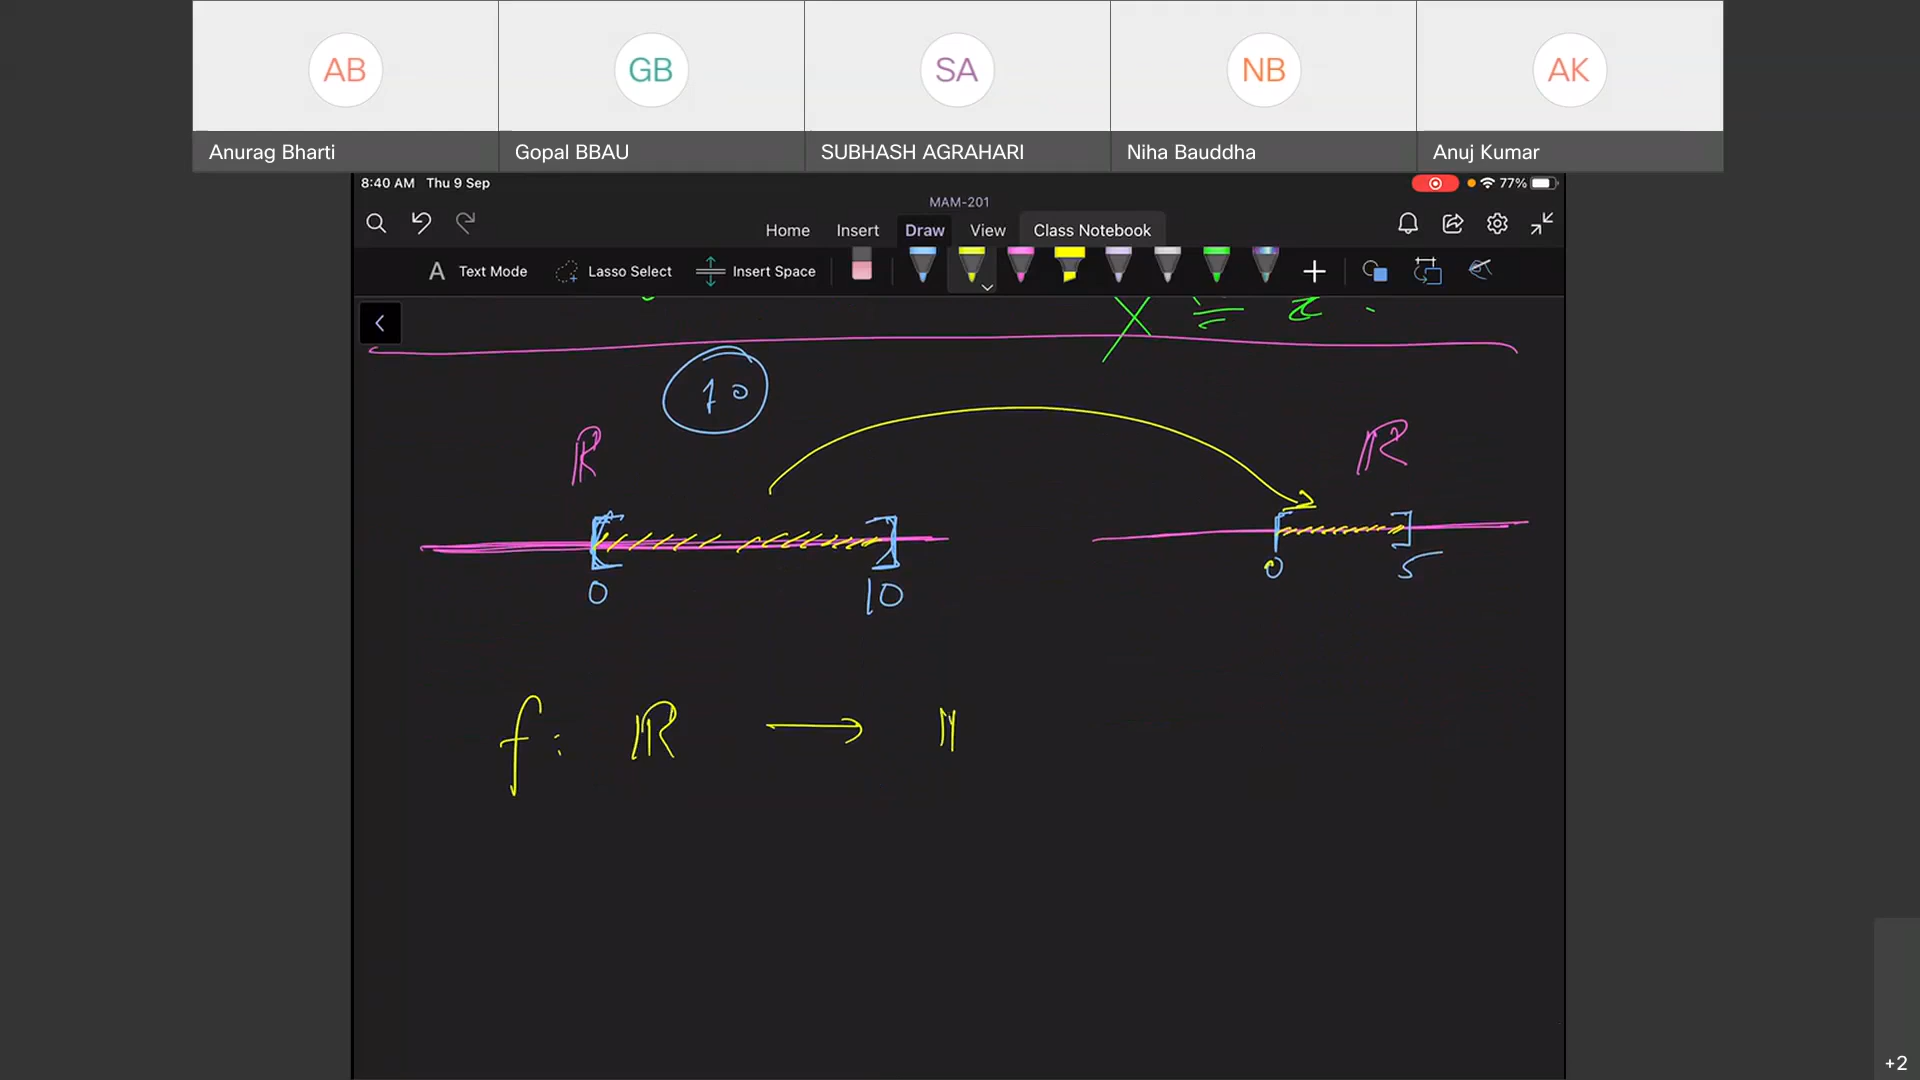 AB GB SA NB AK
Anurag Bharti Gopal BBAU SUBHASH AGRAHARI Niha Bauddha Anuj Kumar
8:40 AM Thu 9 Sep 77%
MAM-201
Home Insert Draw View Class Notebook
A Text Mode Lasso Select Insert Space
10
ℝ ℝ
0 10 0 5
f: ℝ →
+2